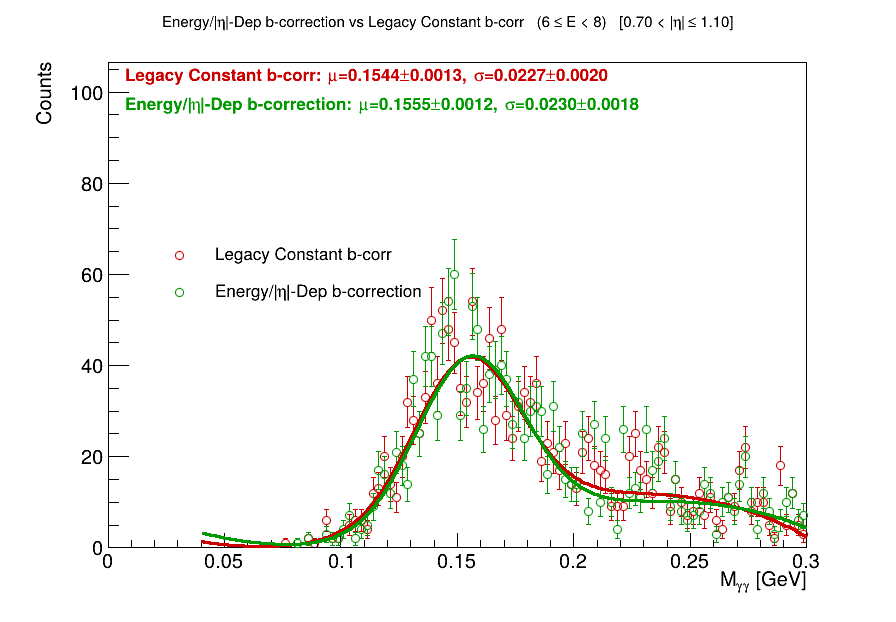 Energy/|η|-Dep b-correction vs Legacy Constant b-corr (6 ≤ E < 8) [0.70 < |η| ≤ 1.10]
Legacy Constant b-corr: μ=0.1544±0.0013, σ=0.0227±0.0020
Energy/|η|-Dep b-correction: μ=0.1555±0.0012, σ=0.0230±0.0018
Counts
100
80
60
40
20
0
Legacy Constant b-corr
Energy/|η|-Dep b-correction
0 0.05 0.1 0.15 0.2 0.25 0.3
Mγγ [GeV]